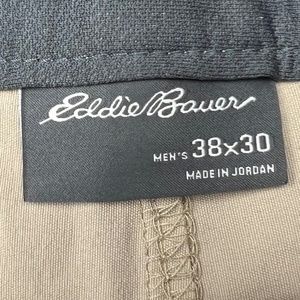 Eddie Bauer
MEN'S 38x30
MADE IN JORDAN